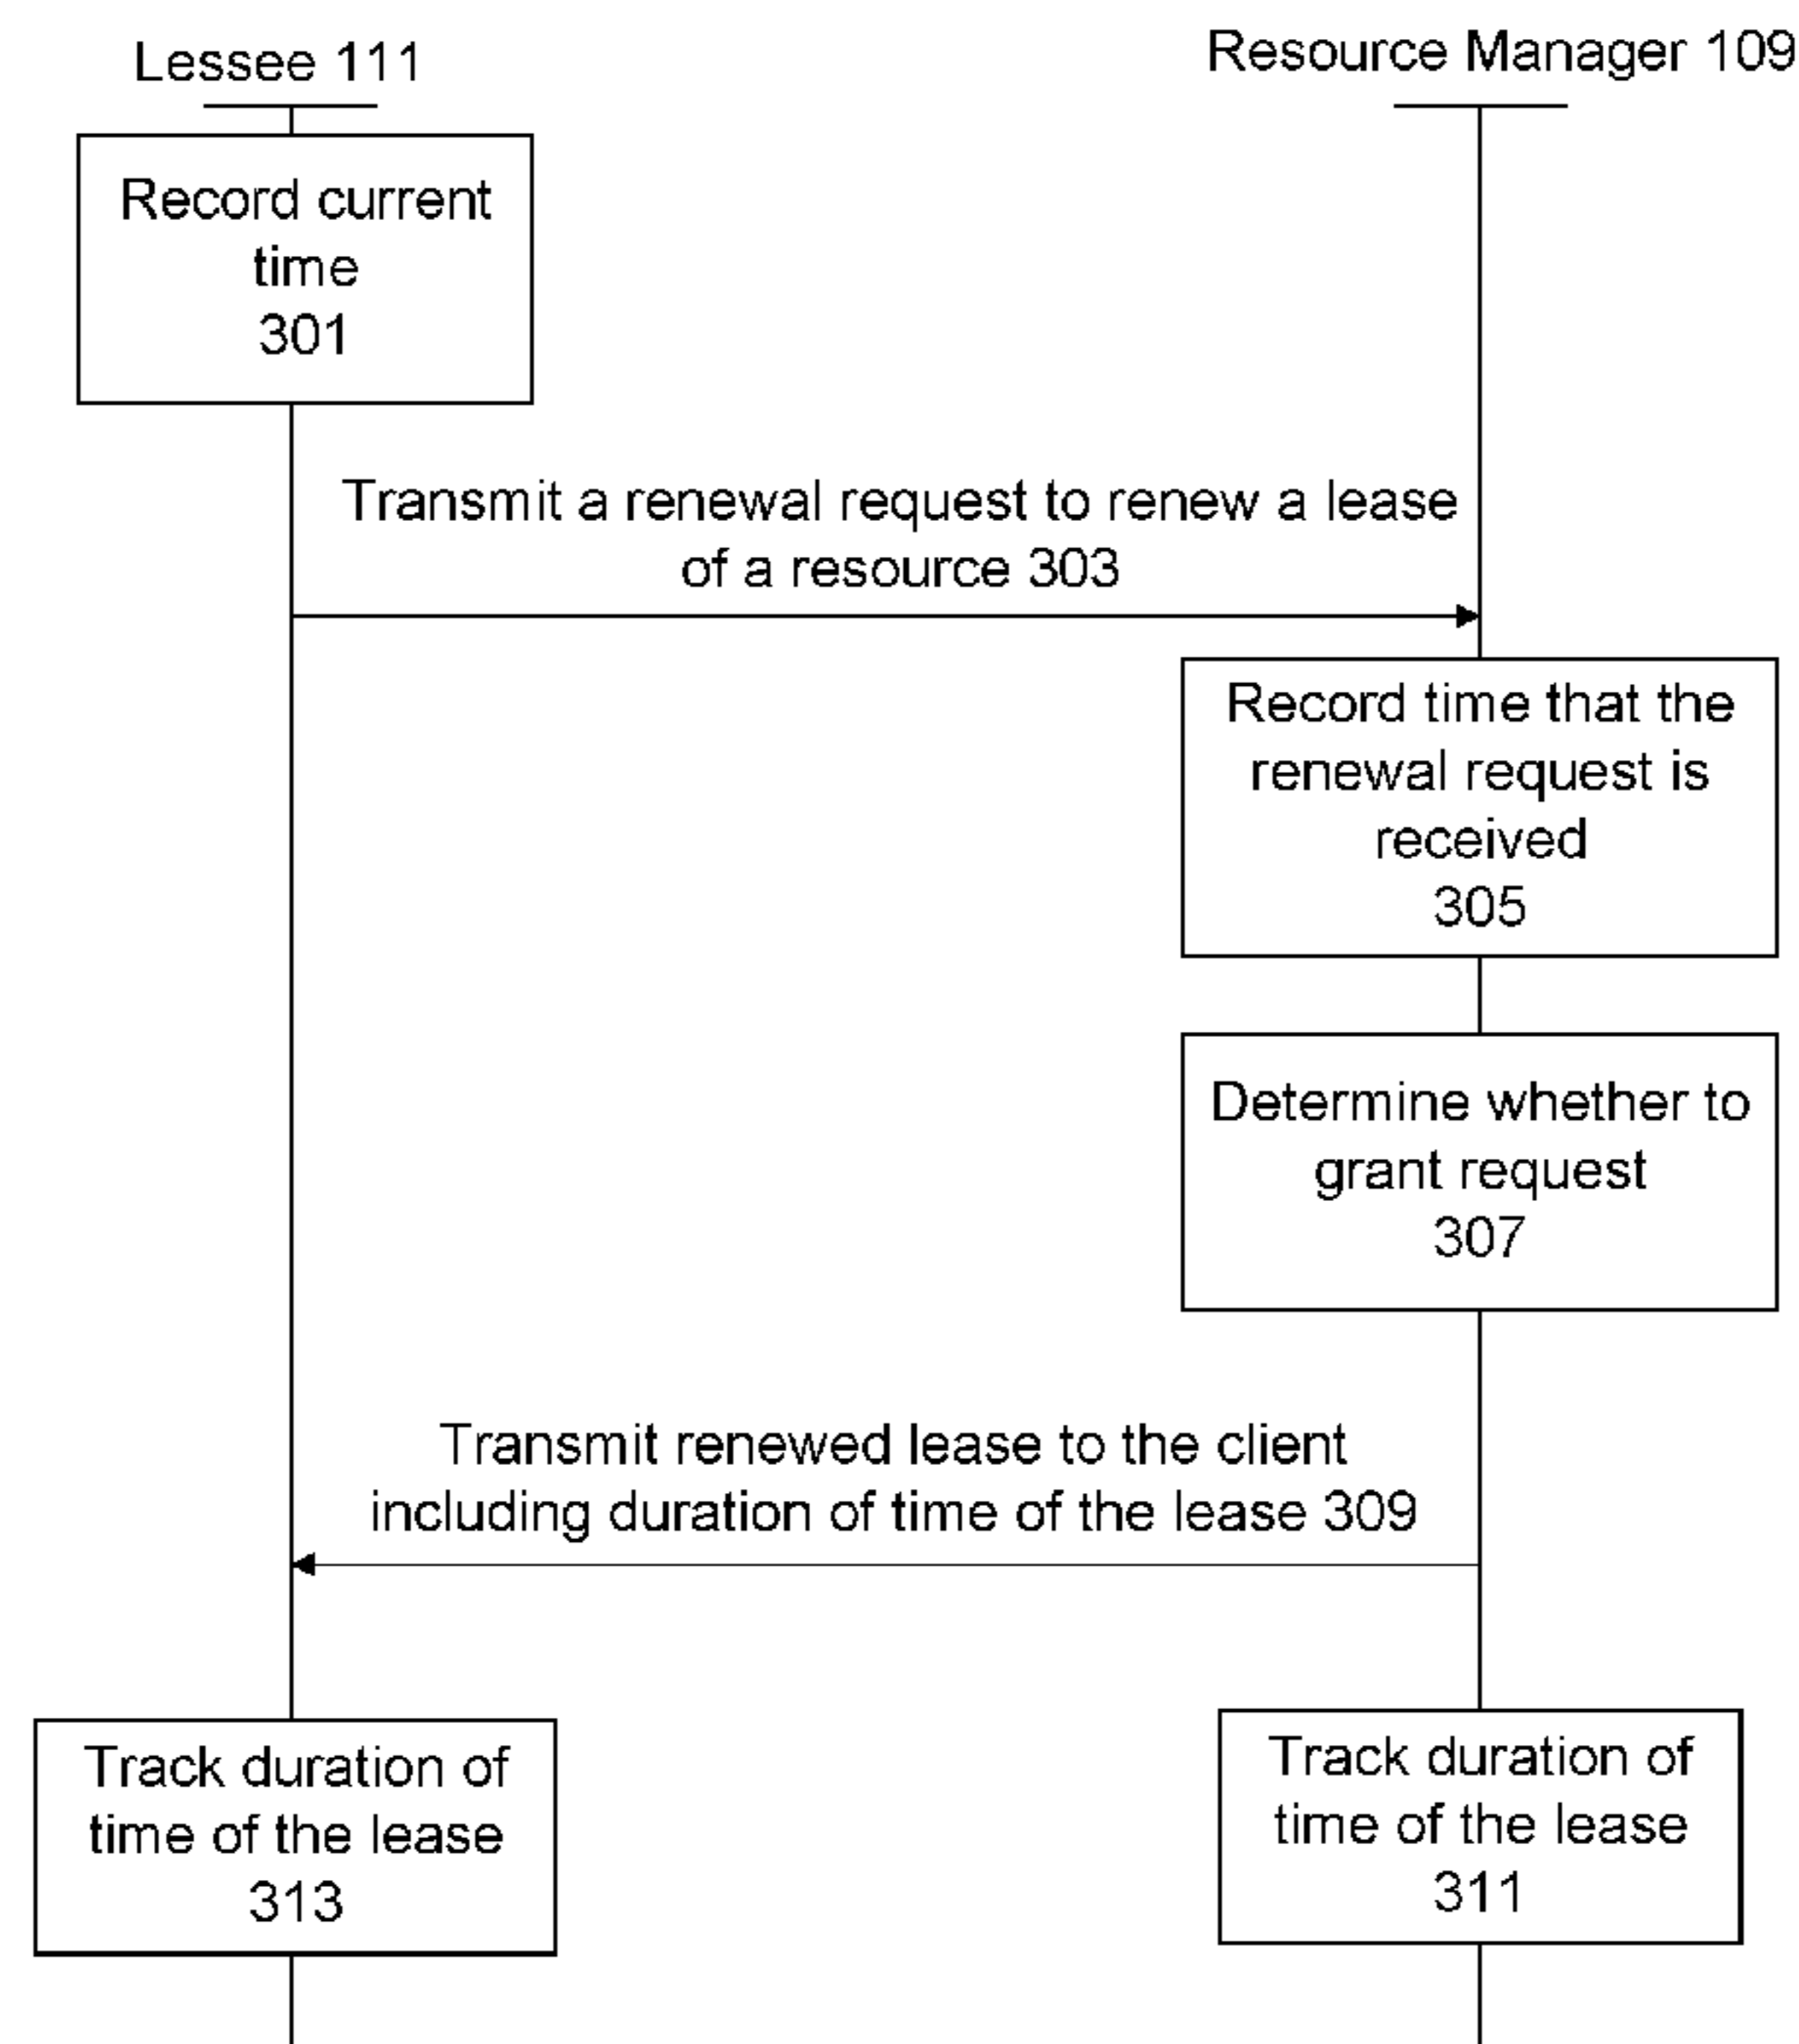 Lessee 111
Resource Manager 109
Record current
time
301
Transmit a renewal request to renew a lease
of a resource 303
Record time that the
renewal request is
received
305
Determine whether to
grant request
307
Transmit renewed lease to the client
including duration of time of the lease 309
Track duration of
time of the lease
313
Track duration of
time of the lease
311